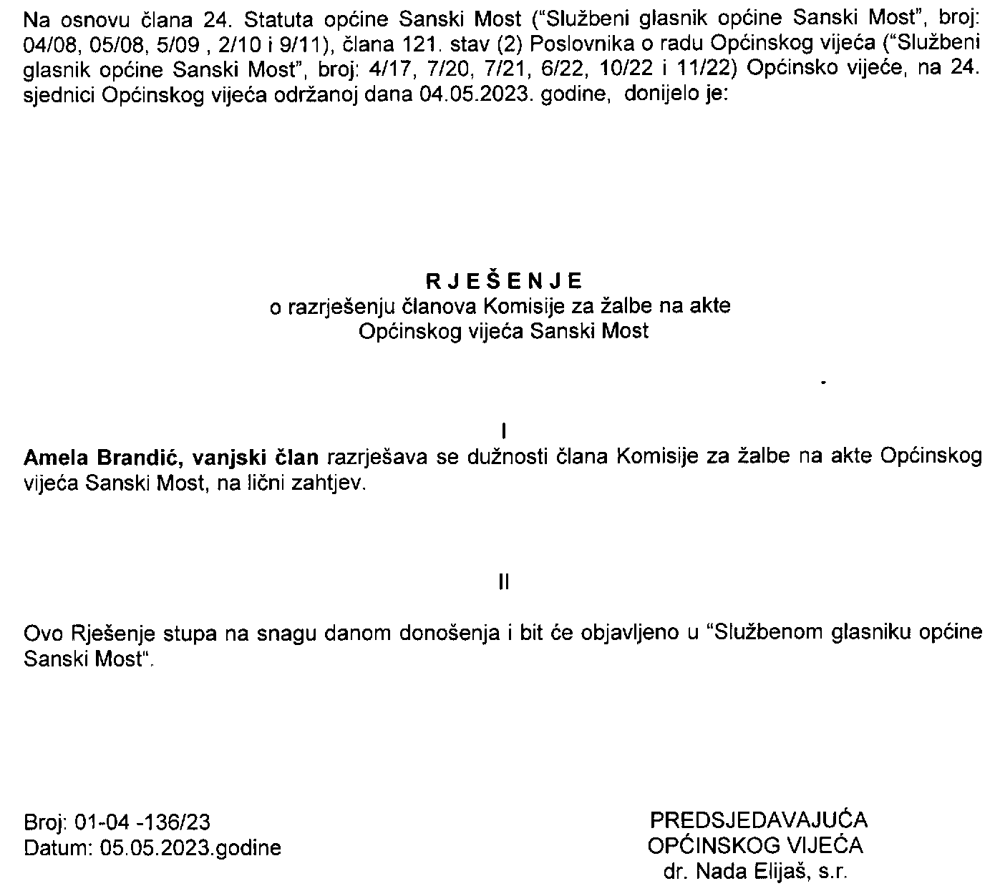 Na osnovu člana 24. Statuta općine Sanski Most (“Službeni glasnik općine Sanski Most”, broj:
04/08, 05/08, 5/09 , 2/10 i 9/11), člana 121. stav (2) Poslovnika o radu Općinskog vijeća (“Službeni
glasnik općine Sanski Most”, broj: 4/17, 7/20, 7/21, 6/22, 10/22 i 11/22) Općinsko vijeće, na 24.
sjednici Općinskog vijeća održanoj dana 04.05.2023. godine, donijelo je:
R J E Š E N J E
o razrješenju članova Komisije za žalbe na akte
Općinskog vijeća Sanski Most
I
Amela Brandić, vanjski član razrješava se dužnosti člana Komisije za žalbe na akte Općinskog
vijeća Sanski Most, na lični zahtjev.
II
Ovo Rješenje stupa na snagu danom donošenja i bit će objavljeno u “Službenom glasniku općine
Sanski Most“.
Broj: 01-04 -136/23
Datum: 05.05.2023.godine
PREDSJEDAVAJUĆA
OPĆINSKOG VIJEĆA
dr. Nada Elijaš, s.r.